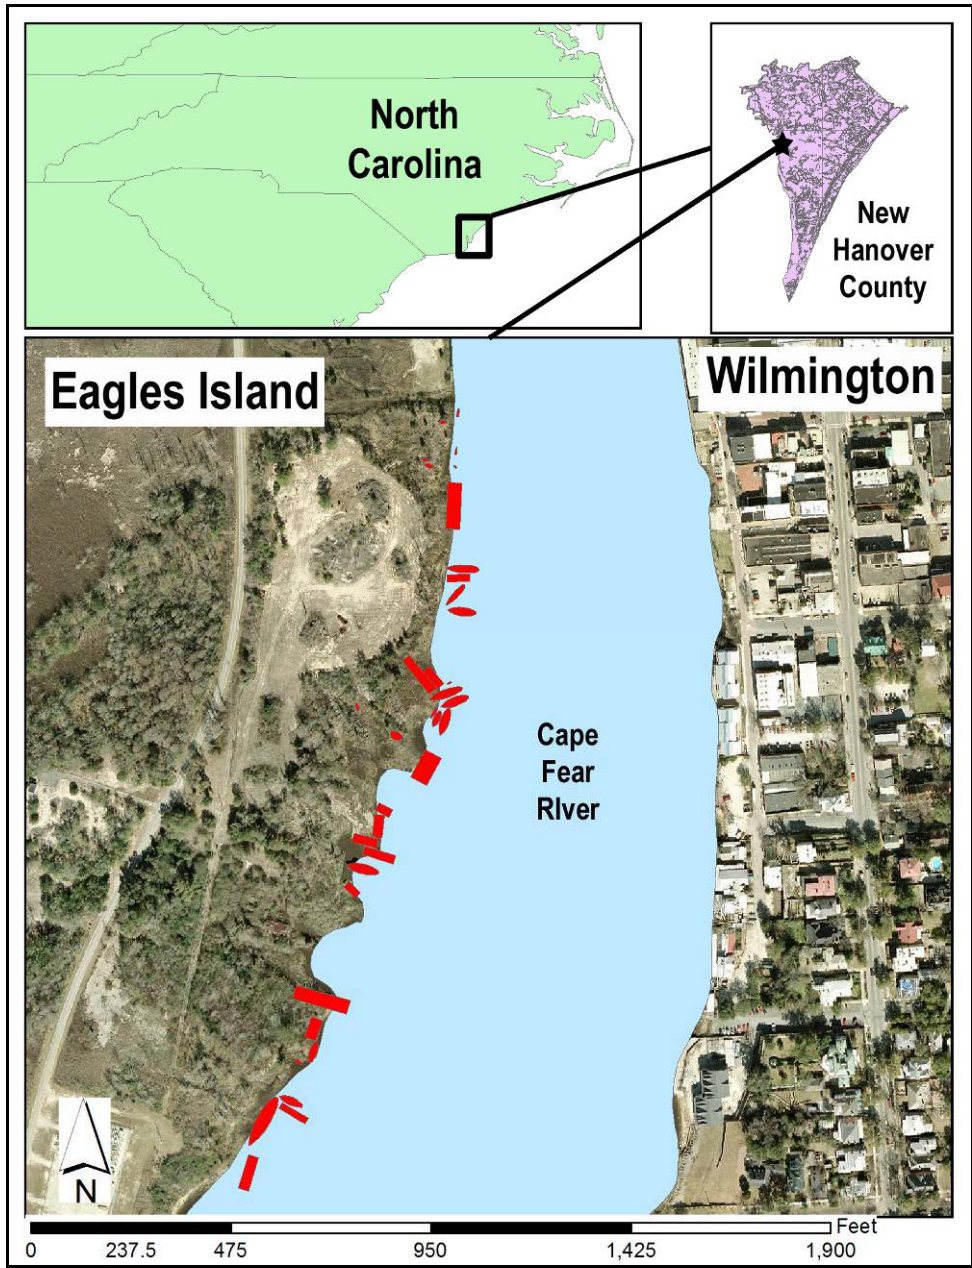 North
Carolina
New
Hanover
County
Eagles Island
Wilmington
Cape
Fear
RIver
N
Feet
0 237.5 475 950 1,425 1,900